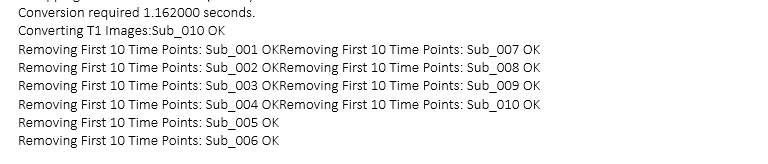 Conversion required 1.162000 seconds.
Converting T1 Images:Sub_010 OK
Removing First 10 Time Points: Sub_001 OKRemoving First 10 Time Points: Sub_007 OK
Removing First 10 Time Points: Sub_002 OKRemoving First 10 Time Points: Sub_008 OK
Removing First 10 Time Points: Sub_003 OKRemoving First 10 Time Points: Sub_009 OK
Removing First 10 Time Points: Sub_004 OKRemoving First 10 Time Points: Sub_010 OK
Removing First 10 Time Points: Sub_005 OK
Removing First 10 Time Points: Sub_006 OK